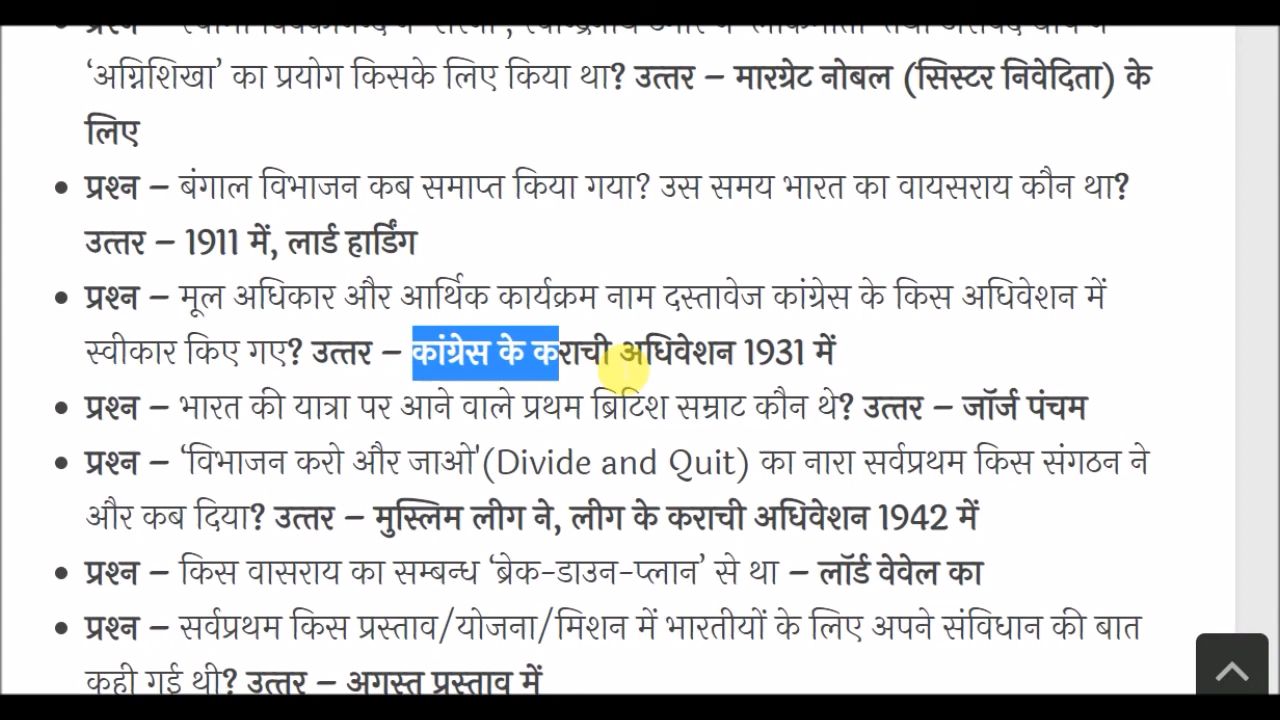 ‘अग्निशिखा’ का प्रयोग किसके लिए किया था? उत्तर – मारग्रेट नोबल (सिस्टर निवेदिता) के
लिए
• प्रश्न – बंगाल विभाजन कब समाप्त किया गया? उस समय भारत का वायसराय कौन था?
उत्तर – 1911 में, लार्ड हार्डिंग
• प्रश्न – मूल अधिकार और आर्थिक कार्यक्रम नाम दस्तावेज कांग्रेस के किस अधिवेशन में
स्वीकार किए गए? उत्तर – कांग्रेस के कराची अधिवेशन 1931 में
• प्रश्न – भारत की यात्रा पर आने वाले प्रथम ब्रिटिश सम्राट कौन थे? उत्तर – जॉर्ज पंचम
• प्रश्न – ‘विभाजन करो और जाओ'(Divide and Quit) का नारा सर्वप्रथम किस संगठन ने
और कब दिया? उत्तर – मुस्लिम लीग ने, लीग के कराची अधिवेशन 1942 में
• प्रश्न – किस वासराय का सम्बन्ध ‘ब्रेक-डाउन-प्लान’ से था – लॉर्ड वेवेल का
• प्रश्न – सर्वप्रथम किस प्रस्ताव/योजना/मिशन में भारतीयों के लिए अपने संविधान की बात
कही गई थी? उत्तर – अगस्त प्रस्ताव में